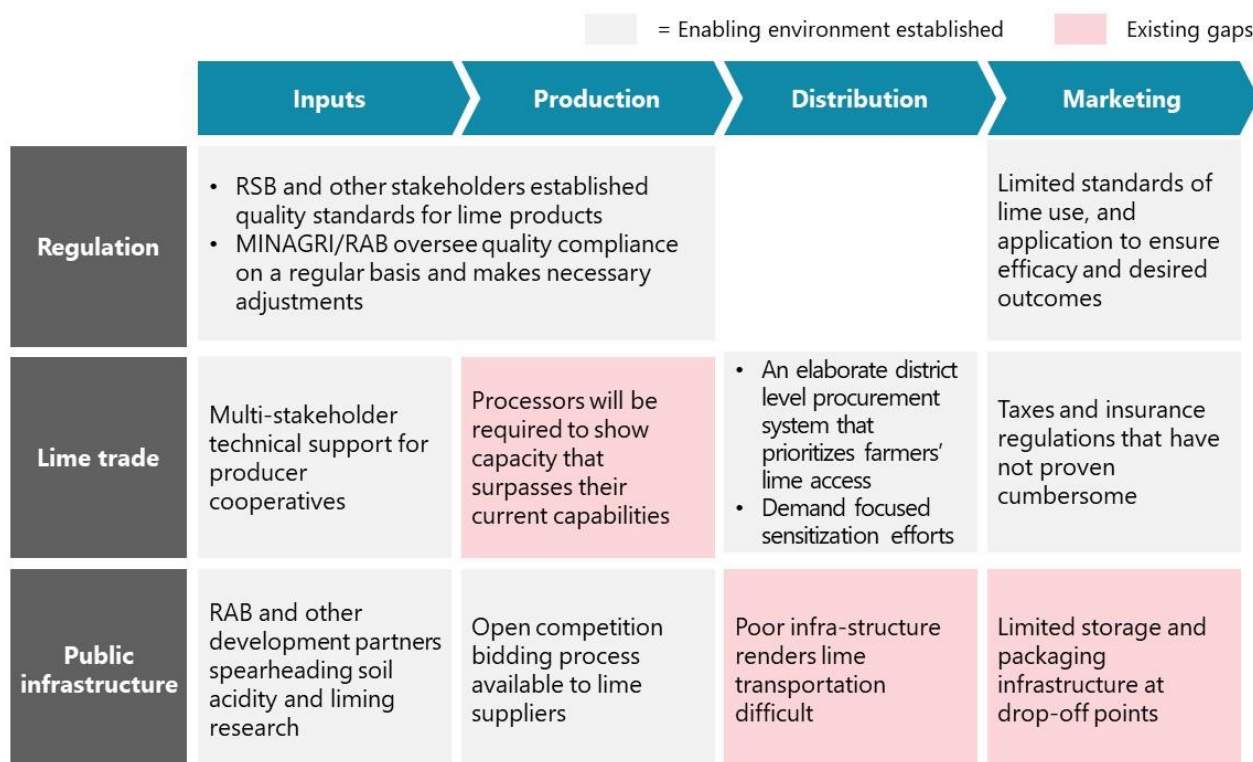 = Enabling environment established
Existing gaps
Inputs
Production
Distribution
Marketing
Regulation
• RSB and other stakeholders established
quality standards for lime products
• MINAGRI/RAB oversee quality compliance
on a regular basis and makes necessary
adjustments
Limited standards of
lime use, and
application to ensure
efficacy and desired
outcomes
Lime trade
Multi-stakeholder
technical support for
producer
cooperatives
Processors will be
required to show
capacity that
surpasses their
current capabilities
• An elaborate district
level procurement
system that
prioritizes farmers'
lime access
• Demand focused
sensitization efforts
Taxes and insurance
regulations that have
not proven
cumbersome
Public
infrastructure
RAB and other
development partners
spearheading soil
acidity and liming
research
Open competition
bidding process
available to lime
suppliers
Poor infra-structure
renders lime
transportation
difficult
Limited storage and
packaging
infrastructure at
drop-off points